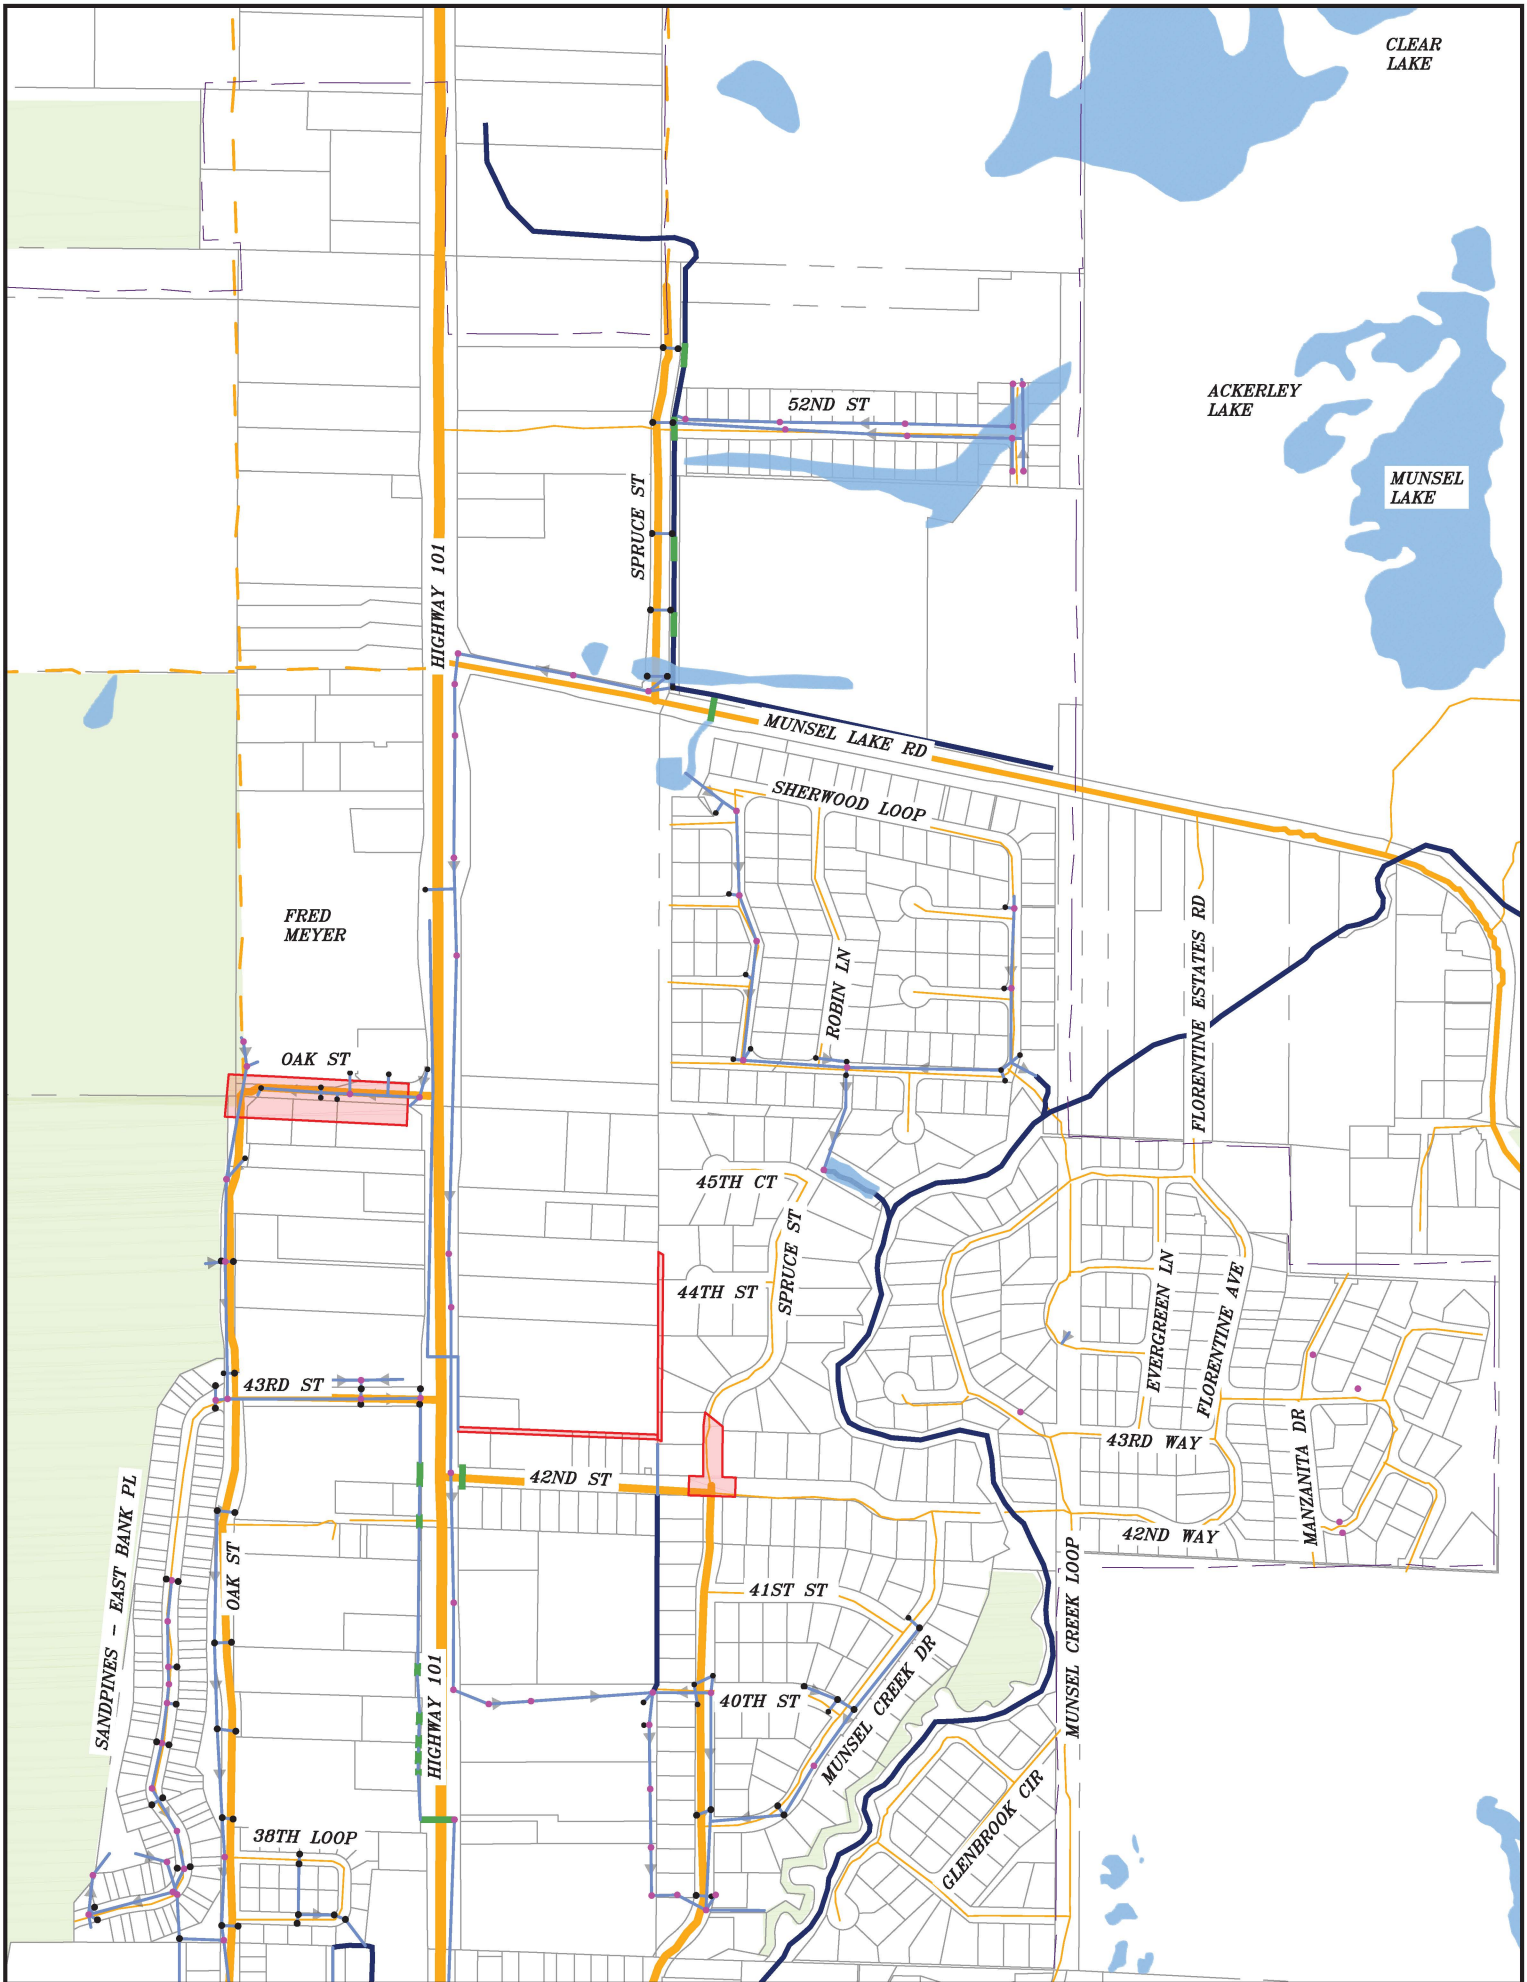 CLEAR
LAKE
52ND ST
ACKERLEY
LAKE
MUNSEL
LAKE
SPRUCE ST
HIGHWAY 101
MUNSEL LAKE RD
SHERWOOD LOOP
FRED
MEYER
ROBIN LN
FLORENTINE ESTATES RD
OAK ST
45TH CT
SPRUCE ST
44TH ST
EVERGREEN LN
FLORENTINE AVE
43RD ST
MANZANITA DR
43RD WAY
42ND ST
42ND WAY
SANDPINES - EAST BANK PL
OAK ST
41ST ST
MUNSEL CREEK LOOP
MUNSEL CREEK DR
40TH ST
HIGHWAY 101
GLENBROOK CIR
38TH LOOP